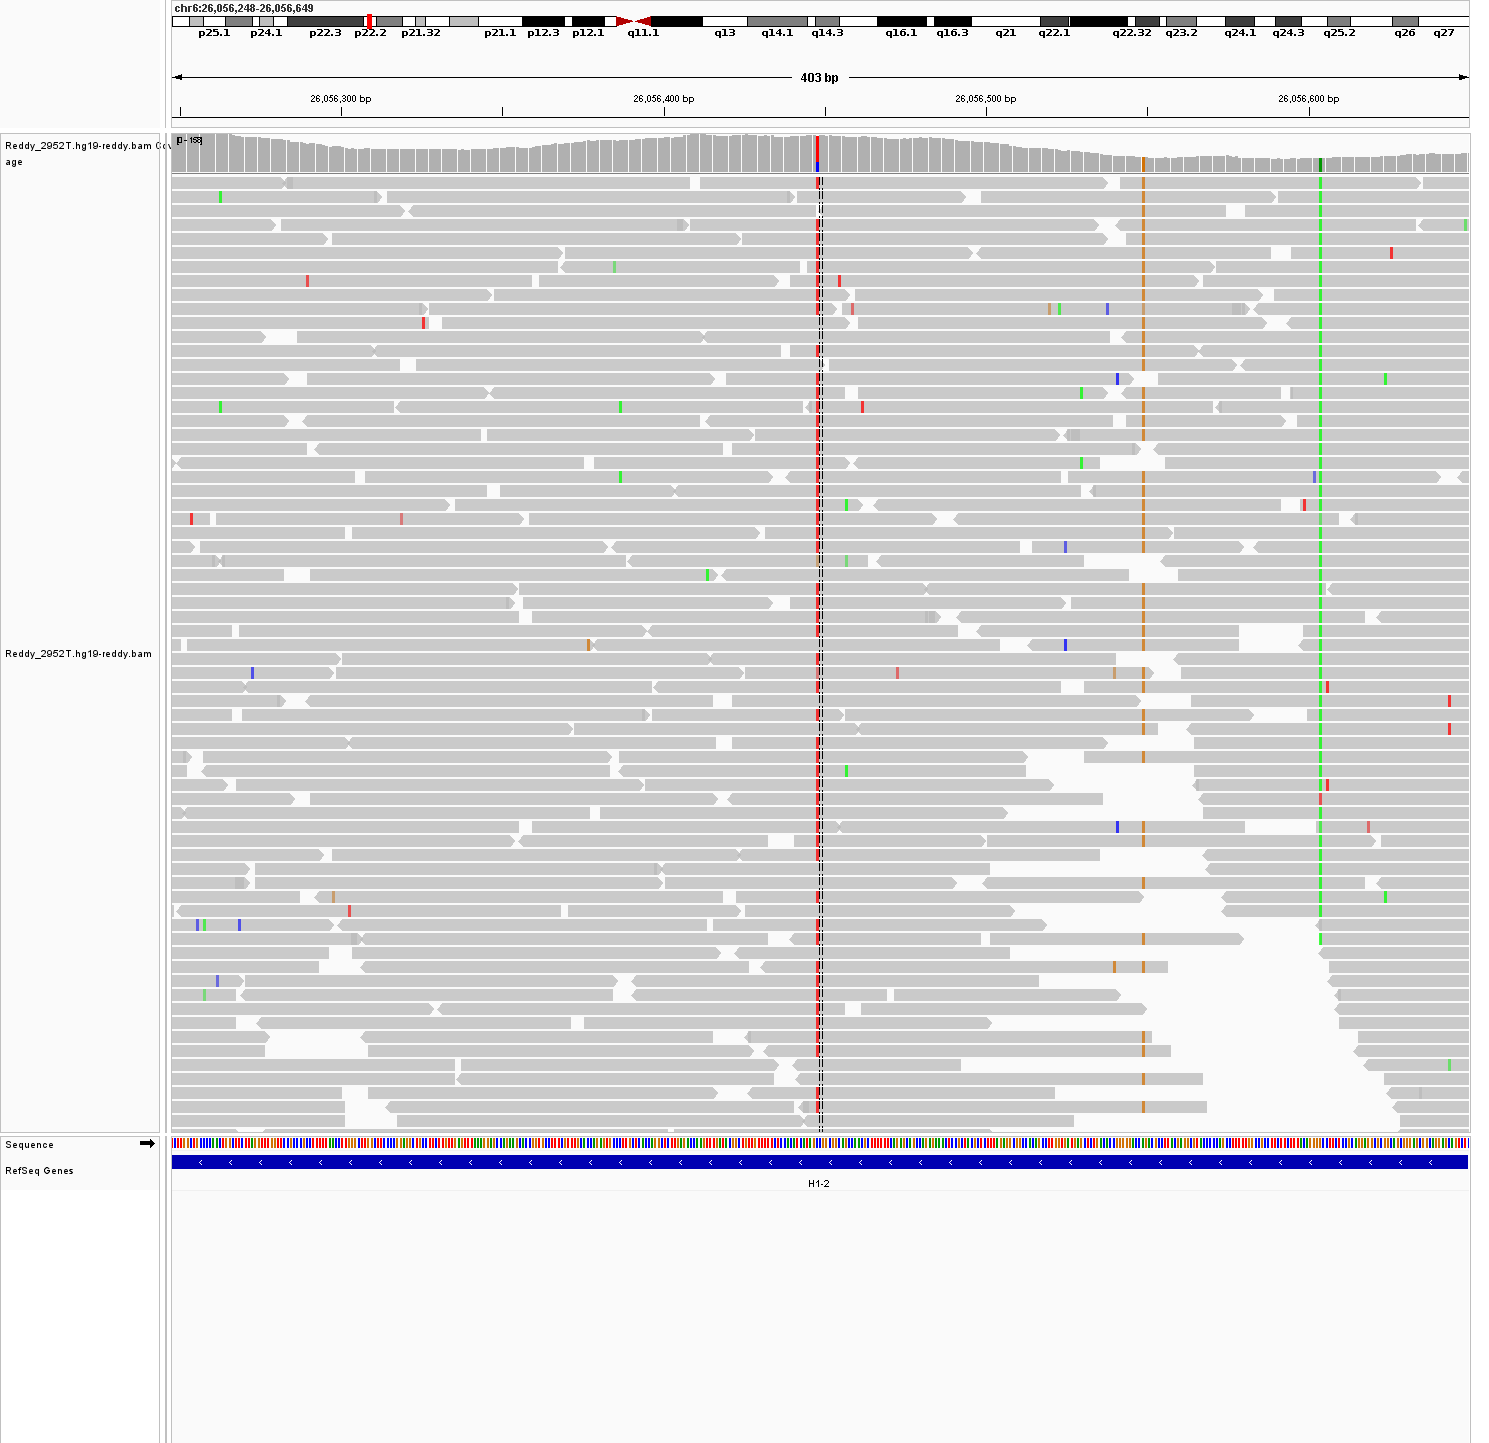 chr6:26,056,248-26,056,649
p25.1 p24.1 p22.3 p22.2 p21.32 p21.1 p12.3 p12.1 q11.1 q13 q14.1 q14.3 q16.1 q16.3 q21 q22.1 q22.32 q23.2 q24.1 q24.3 q25.2 q26 q27
403 bp
26,056,300 bp 26,056,400 bp 26,056,500 bp 26,056,600 bp
[0 - 158]
Reddy_2952T.hg19-reddy.bam Cov
age
Reddy_2952T.hg19-reddy.bam
Sequence
RefSeq Genes
H1-2